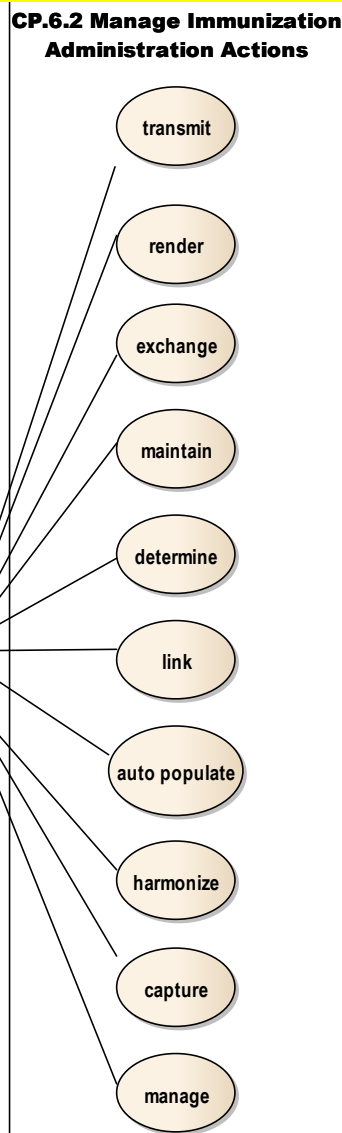 CP.6.2 Manage Immunization
Administration Actions
transmit
render
exchange
maintain
determine
link
auto populate
harmonize
capture
manage